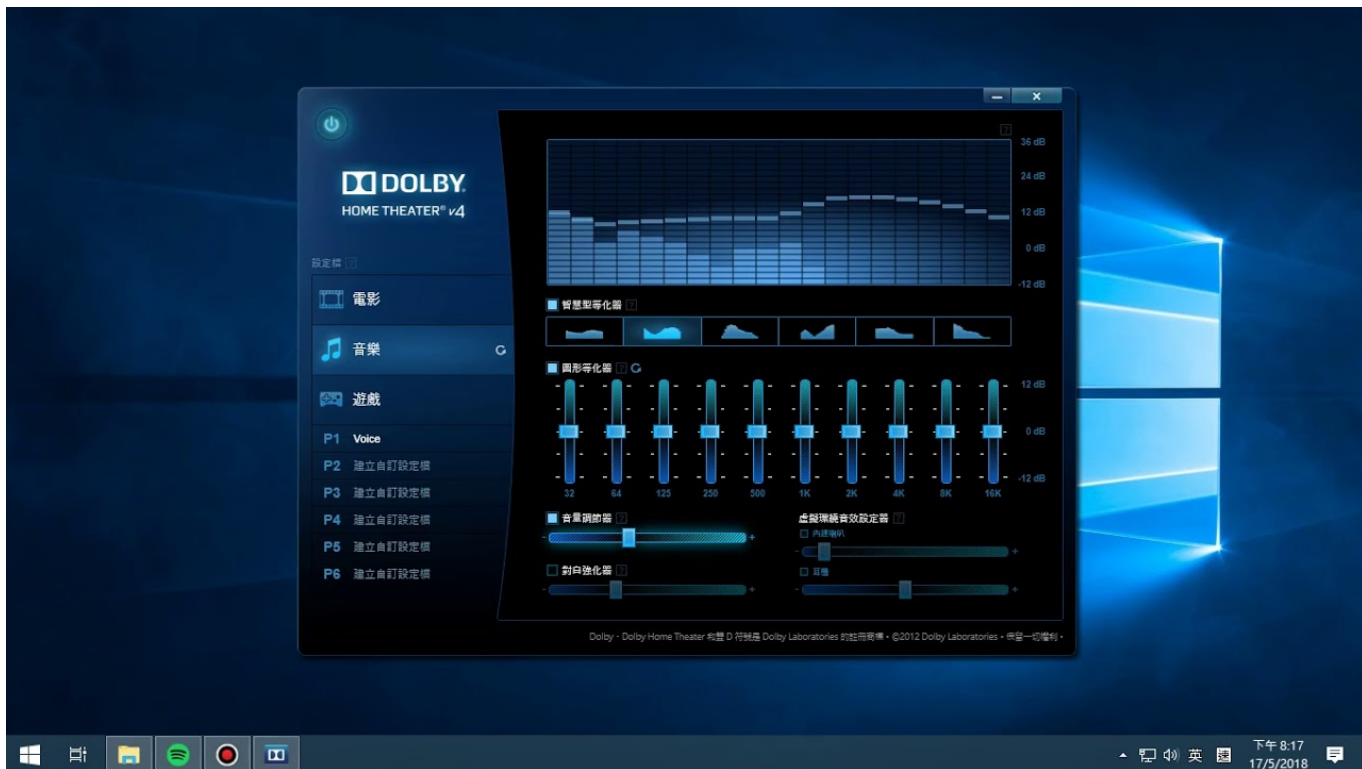 DOLBY
HOME THEATER® v4
設定檔 ?
電影
音樂
遊戲
P1 Voice
P2 建立自訂設定檔
P3 建立自訂設定檔
P4 建立自訂設定檔
P5 建立自訂設定檔
P6 建立自訂設定檔
?
36 dB
24 dB
12 dB
0 dB
-12 dB
智慧型等化器 ?
圖形等化器 ?
12 dB
0 dB
-12 dB
32 64 125 250 500 1K 2K 4K 8K 16K
音量調節器 ?
- +
對白強化器 ?
- +
虛擬環繞音效設定器 ?
內建喇叭
- +
耳機
- +
Dolby、Dolby Home Theater 和雙 D 符號是 Dolby Laboratories 的註冊商標。©2012 Dolby Laboratories。保留一切權利。
英 速 下午 8:17
17/5/2018